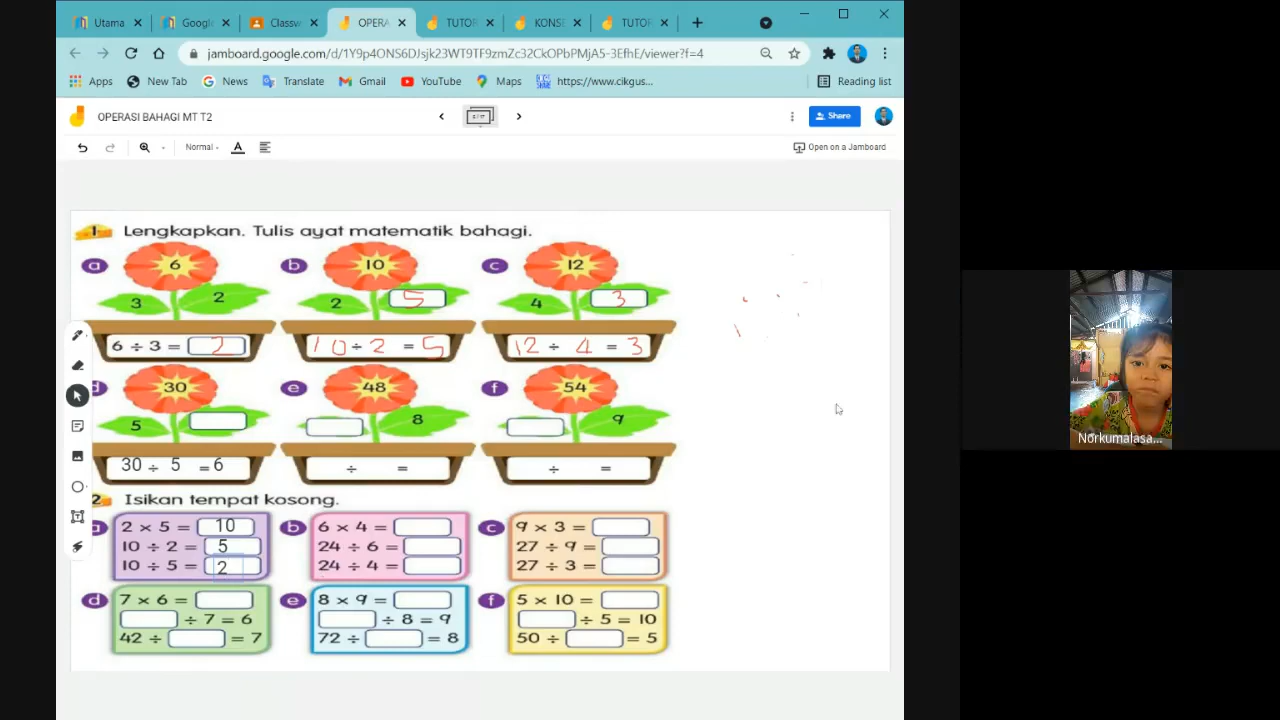 Utama
Google
Classw
OPERA
TUTOR
KONSE
TUTOR
jamboard.google.com/d/1Y9p4ONS6DJsjk23WT9TF9zmZc32CkOPbPMjA5-3EfhE/viewer?f=4
Apps New Tab News Translate Gmail YouTube Maps https://www.cikgus... Reading list
OPERASI BAHAGI MT T2
Share
Normal
Open on a Jamboard
1 Lengkapkan. Tulis ayat matematik bahagi.
a 6 b 10 c 12
3 2 2 5 4 3
6 ÷ 3 = 2 10 ÷ 2 = 5 12 ÷ 4 = 3
d 30 e 48 f 54
5 8 9
30 ÷ 5 = 6 ÷ = ÷ =
2 Isikan tempat kosong.
a 2 × 5 = 10 b 6 × 4 = c 9 × 3 =
10 ÷ 2 = 5 24 ÷ 6 = 27 ÷ 9 =
10 ÷ 5 = 2 24 ÷ 4 = 27 ÷ 3 =
d 7 × 6 = e 8 × 9 = f 5 × 10 =
÷ 7 = 6 ÷ 8 = 9 ÷ 5 = 10
42 ÷ = 7 72 ÷ = 8 50 ÷ = 5
Norkumalasa...